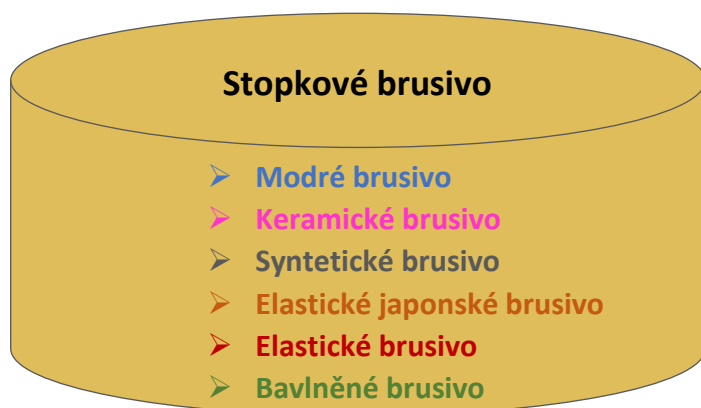 Stopkové brusivo
➢ Modré brusivo
➢ Keramické brusivo
➢ Syntetické brusivo
➢ Elastické japonské brusivo
➢ Elastické brusivo
➢ Bavlněné brusivo